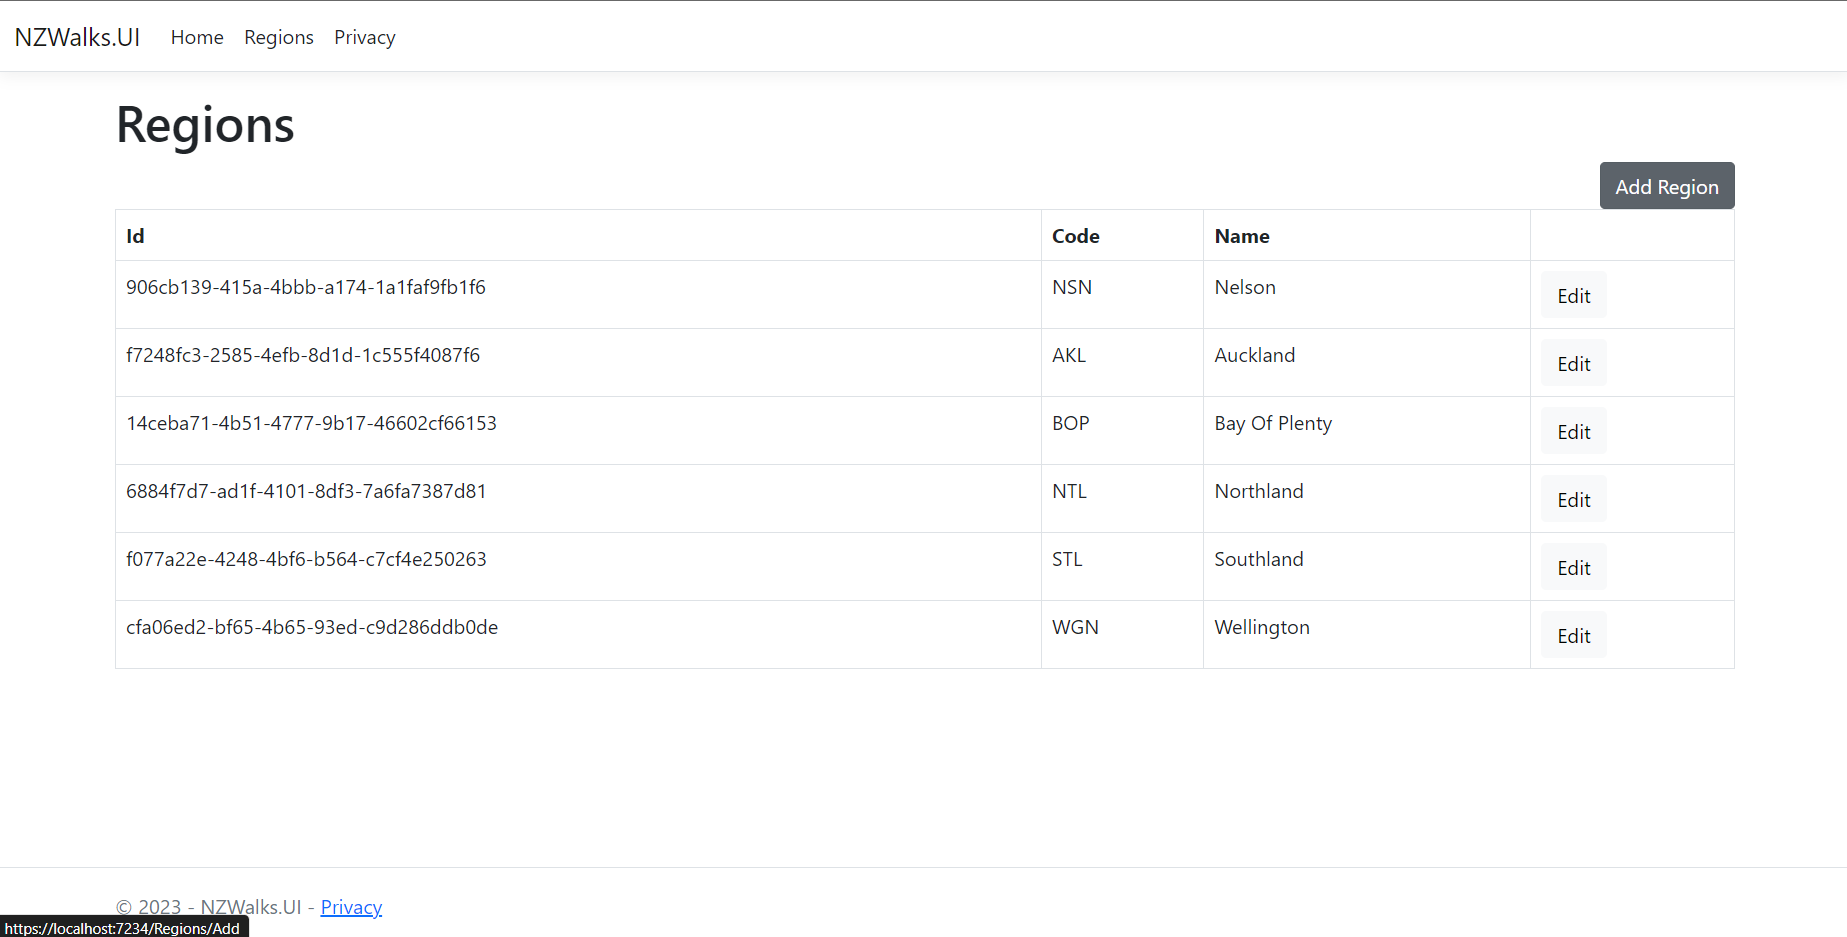 NZWalks.UI Home Regions Privacy
Regions
Add Region
Id Code Name
906cb139-415a-4bbb-a174-1a1faf9fb1f6 NSN Nelson Edit
f7248fc3-2585-4efb-8d1d-1c555f4087f6 AKL Auckland Edit
14ceba71-4b51-4777-9b17-46602cf66153 BOP Bay Of Plenty Edit
6884f7d7-ad1f-4101-8df3-7a6fa7387d81 NTL Northland Edit
f077a22e-4248-4bf6-b564-c7cf4e250263 STL Southland Edit
cfa06ed2-bf65-4b65-93ed-c9d286ddb0de WGN Wellington Edit
© 2023 - NZWalks.UI - Privacy
https://localhost:7234/Regions/Add